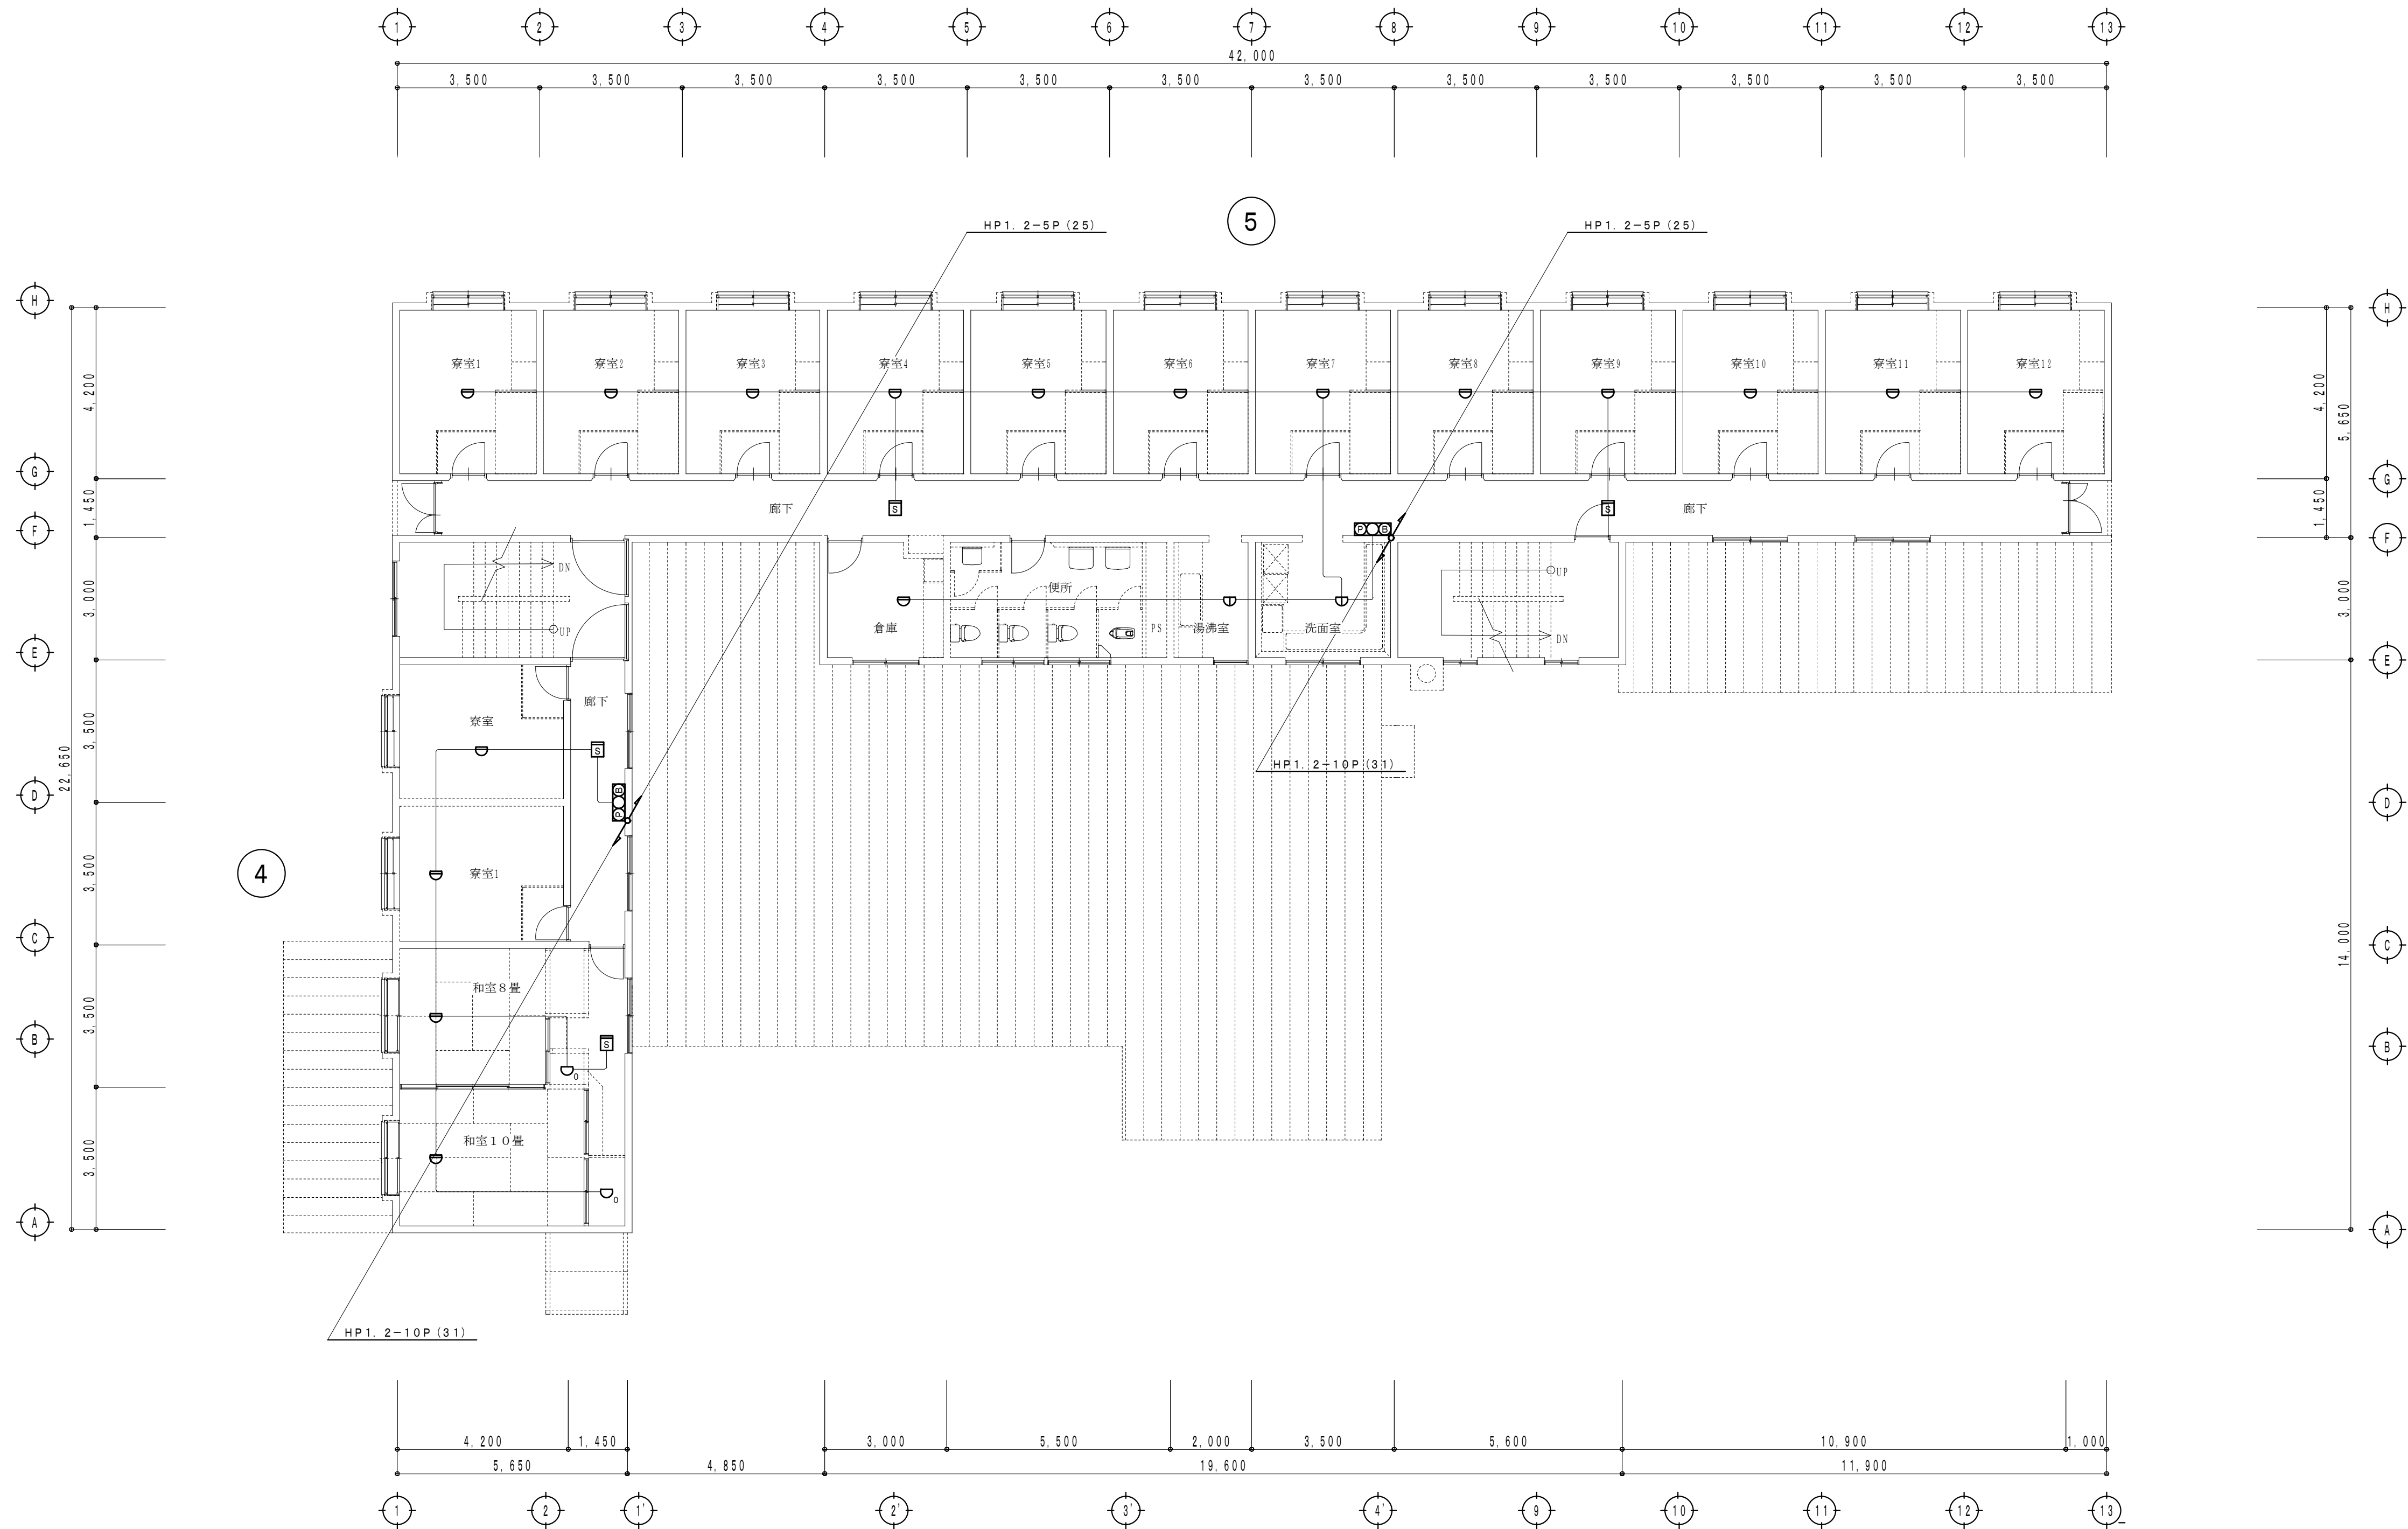 1 2 3 4 5 6 7 8 9 10 11 12 13
42,000
3,500 3,500 3,500 3,500 3,500 3,500 3,500 3,500 3,500 3,500 3,500 3,500
5
HP1. 2-5P (25) HP1. 2-5P (25)
H H
寮室1 寮室2 寮室3 寮室4 寮室5 寮室6 寮室7 寮室8 寮室9 寮室10 寮室11 寮室12
4,200 4,200 5,650
G G
1,450 1,450
廊下 S S 廊下
P B
F F
DN UP
便所
3,000 3,000
倉庫 PS 湯沸室 洗面室
UP DN
E E
廊下
寮室
3,500
S
22,650
HP1. 2-10P (31)
B
P
D D
4
寮室1
3,500
C C
14,000
和室8畳
3,500
B S B
O
和室10畳
3,500
O
A A
HP1. 2-10P (31)
4,200 1,450 3,000 5,500 2,000 3,500 5,600 10,900 1,000
5,650 4,850 19,600 11,900
1 2 1' 2' 3' 4' 9 10 11 12 13